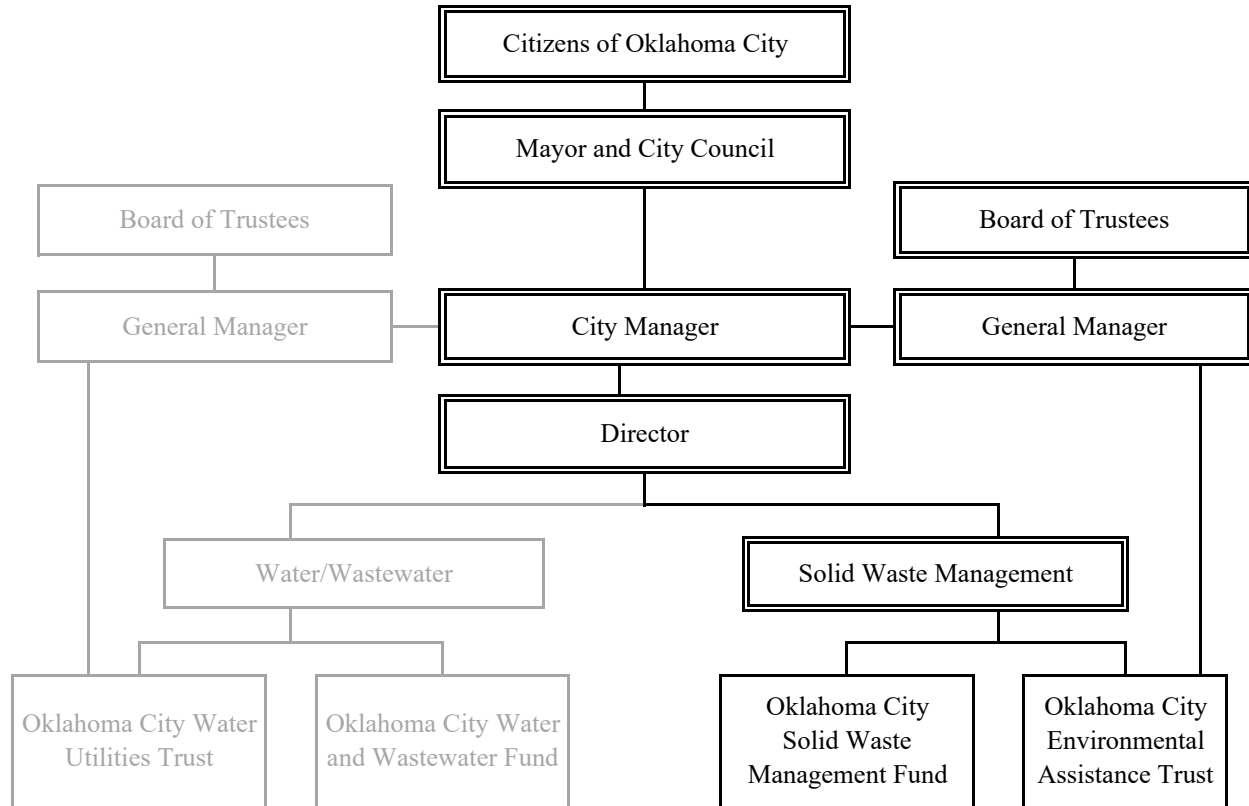 Citizens of Oklahoma City
Mayor and City Council
Board of Trustees
Board of Trustees
General Manager
City Manager
General Manager
Director
Water/Wastewater
Solid Waste Management
Oklahoma City Water
Utilities Trust
Oklahoma City Water
and Wastewater Fund
Oklahoma City
Solid Waste
Management Fund
Oklahoma City
Environmental
Assistance Trust